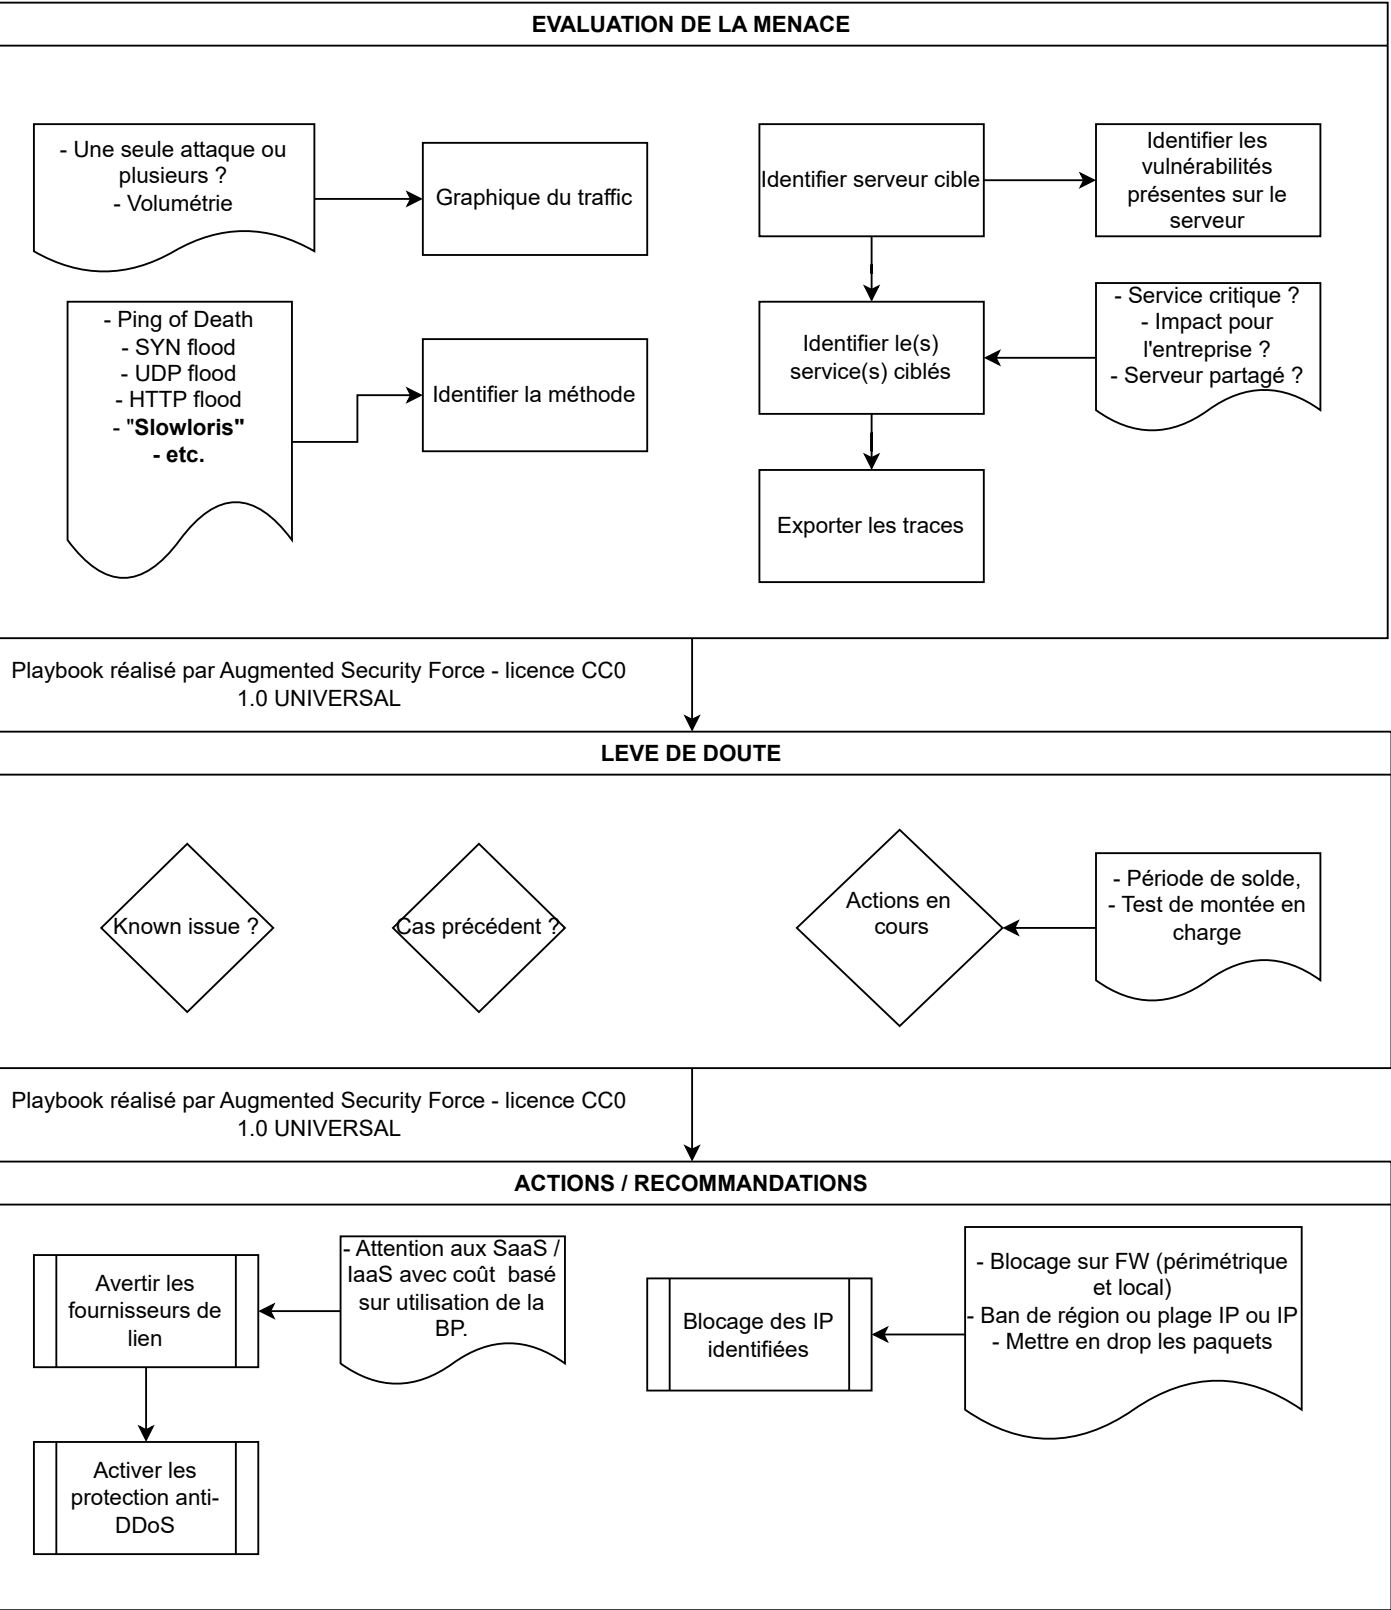 EVALUATION DE LA MENACE
- Une seule attaque ou
plusieurs ?
- Volumétrie
Graphique du traffic
Identifier serveur cible
Identifier les
vulnérabilités
présentes sur le
serveur
- Ping of Death
- SYN flood
- UDP flood
- HTTP flood
- "Slowloris"
- etc.
Identifier la méthode
Identifier le(s)
service(s) ciblés
- Service critique ?
- Impact pour
l'entreprise ?
- Serveur partagé ?
Exporter les traces
Playbook réalisé par Augmented Security Force - licence CC0
1.0 UNIVERSAL
LEVE DE DOUTE
Known issue ?
Cas précédent ?
Actions en
cours
- Période de solde,
- Test de montée en
charge
Playbook réalisé par Augmented Security Force - licence CC0
1.0 UNIVERSAL
ACTIONS / RECOMMANDATIONS
Avertir les
fournisseurs de
lien
- Attention aux SaaS /
IaaS avec coût  basé
sur utilisation de la
BP.
Blocage des IP
identifiées
- Blocage sur FW (périmétrique
et local)
- Ban de région ou plage IP ou IP
- Mettre en drop les paquets
Activer les
protection anti-
DDoS